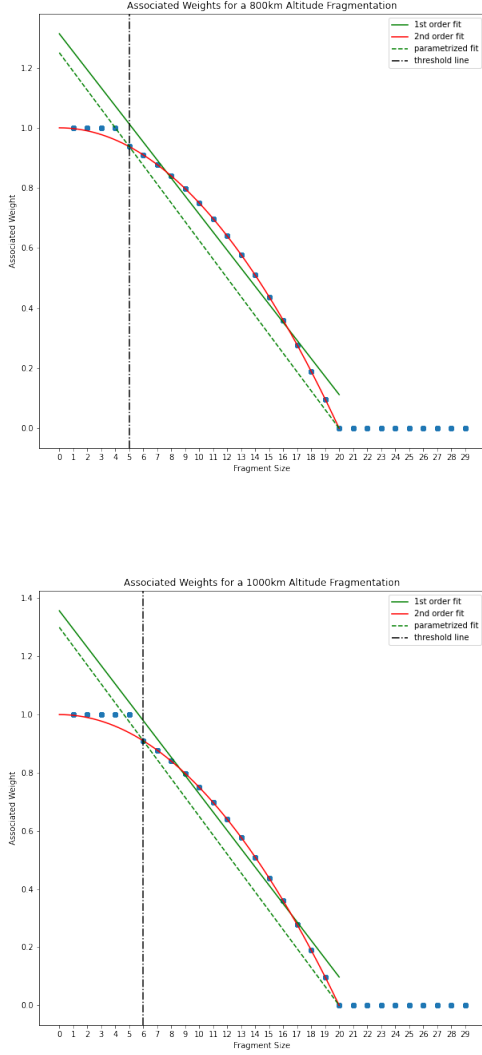 Associated Weights for a 800km Altitude Fragmentation
1st order fit
2nd order fit
parametrized fit
threshold line
1.2
1.0
0.8
0.6
0.4
0.2
0.0
Associated Weight
0 1 2 3 4 5 6 7 8 9 10 11 12 13 14 15 16 17 18 19 20 21 22 23 24 25 26 27 28 29
Fragment Size
Associated Weights for a 1000km Altitude Fragmentation
1st order fit
2nd order fit
parametrized fit
threshold line
1.4
1.2
1.0
0.8
0.6
0.4
0.2
0.0
Associated Weight
0 1 2 3 4 5 6 7 8 9 10 11 12 13 14 15 16 17 18 19 20 21 22 23 24 25 26 27 28 29
Fragment Size